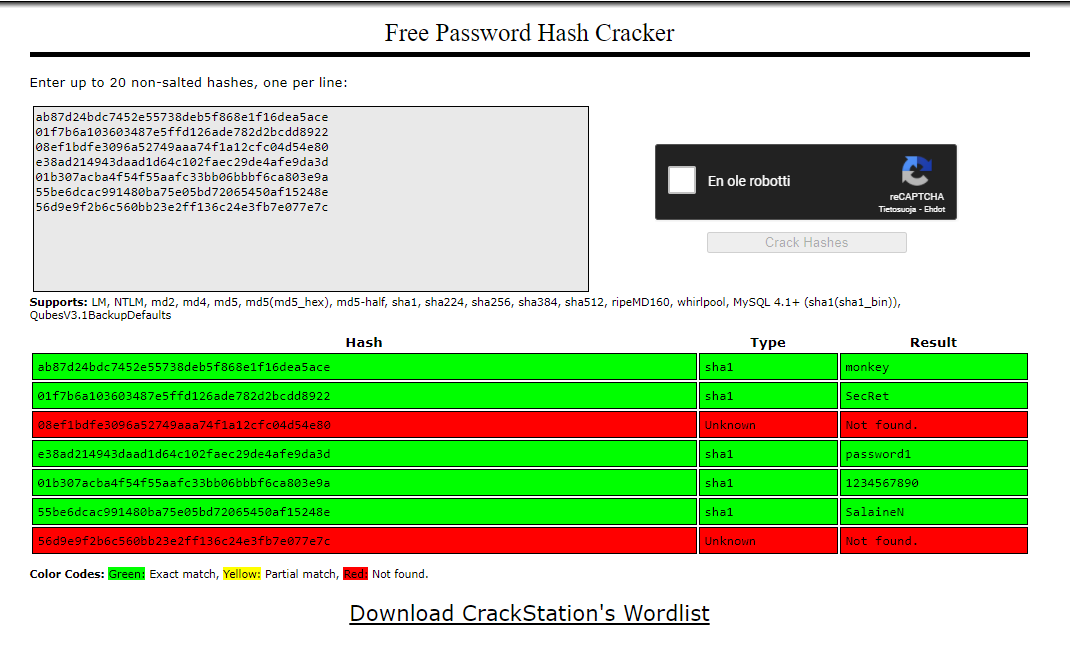 Free Password Hash Cracker
Enter up to 20 non-salted hashes, one per line:
ab87d24bdc7452e55738deb5f868e1f16dea5ace
01f7b6a103603487e5ffd126ade782d2bcdd8922
08ef1bdfe3096a52749aaa74f1a12cfc04d54e80
e38ad214943daad1d64c102faec29de4afe9da3d
01b307acba4f54f55aafc33bb06bbbf6ca803e9a
55be6dcac991480ba75e05bd72065450af15248e
56d9e9f2b6c560bb23e2ff136c24e3fb7e077e7c
En ole robotti
reCAPTCHA
Tietosuoja - Ehdot
Crack Hashes
Supports: LM, NTLM, md2, md4, md5, md5(md5_hex), md5-half, sha1, sha224, sha256, sha384, sha512, ripeMD160, whirlpool, MySQL 4.1+ (sha1(sha1_bin)),
QubesV3.1BackupDefaults
Hash Type Result
ab87d24bdc7452e55738deb5f868e1f16dea5ace sha1 monkey
01f7b6a103603487e5ffd126ade782d2bcdd8922 sha1 SecRet
08ef1bdfe3096a52749aaa74f1a12cfc04d54e80 Unknown Not found.
e38ad214943daad1d64c102faec29de4afe9da3d sha1 password1
01b307acba4f54f55aafc33bb06bbbf6ca803e9a sha1 1234567890
55be6dcac991480ba75e05bd72065450af15248e sha1 SalaineN
56d9e9f2b6c560bb23e2ff136c24e3fb7e077e7c Unknown Not found.
Color Codes: Green: Exact match, Yellow: Partial match, Red: Not found.
Download CrackStation's Wordlist